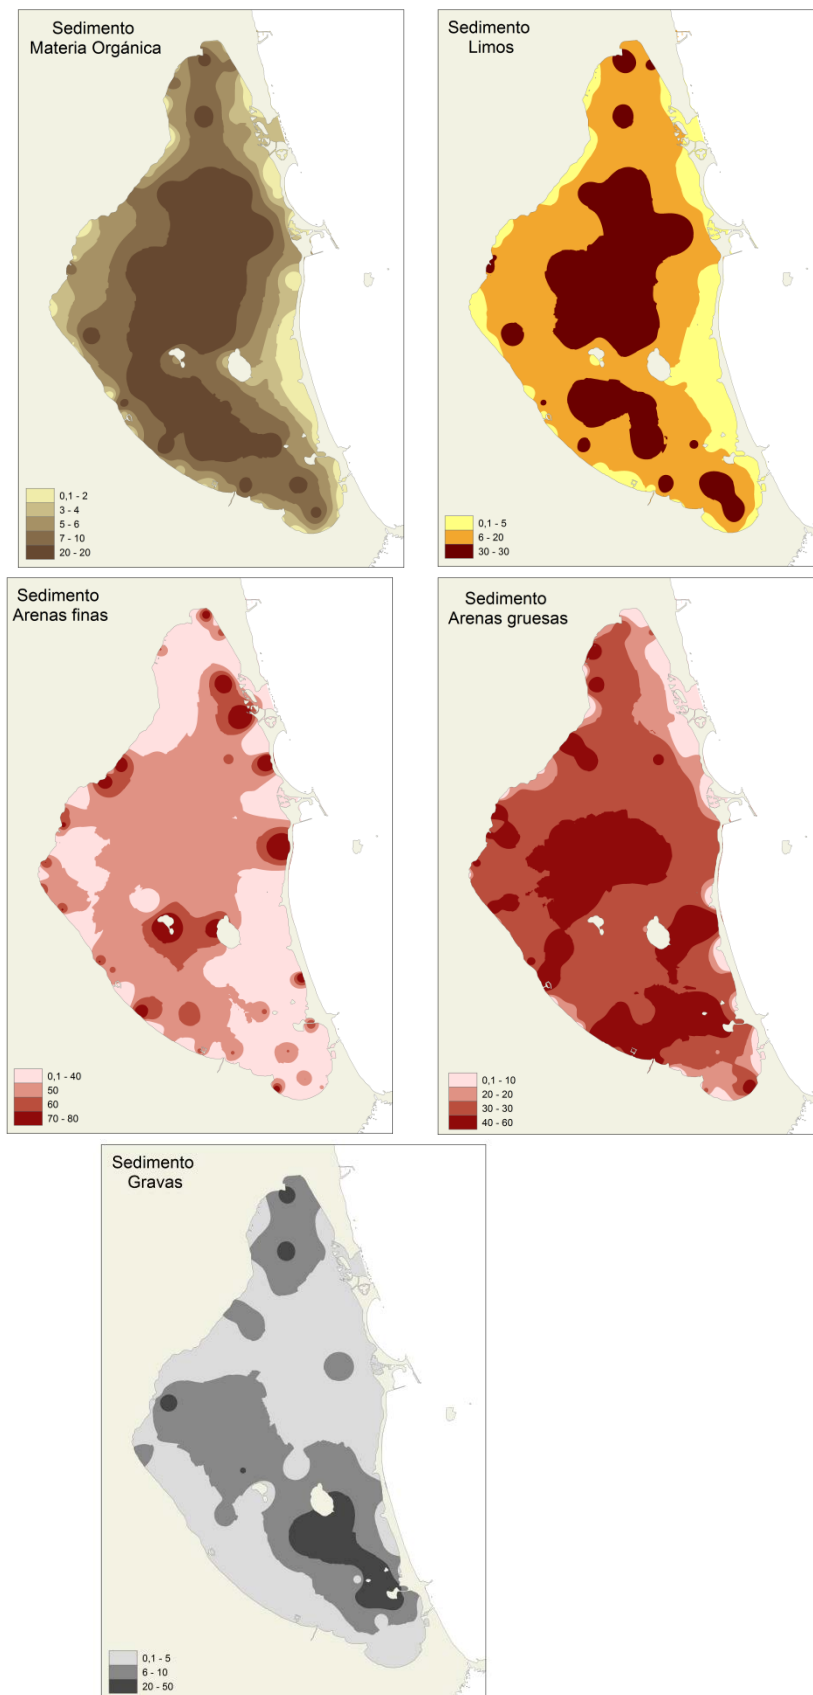 Sedimento
Materia Orgánica
0,1 - 2
3 - 4
5 - 6
7 - 10
20 - 20
Sedimento
Limos
0,1 - 5
6 - 20
30 - 30
Sedimento
Arenas finas
0,1 - 40
50
60
70 - 80
Sedimento
Arenas gruesas
0,1 - 10
20 - 20
30 - 30
40 - 60
Sedimento
Gravas
0,1 - 5
6 - 10
20 - 50